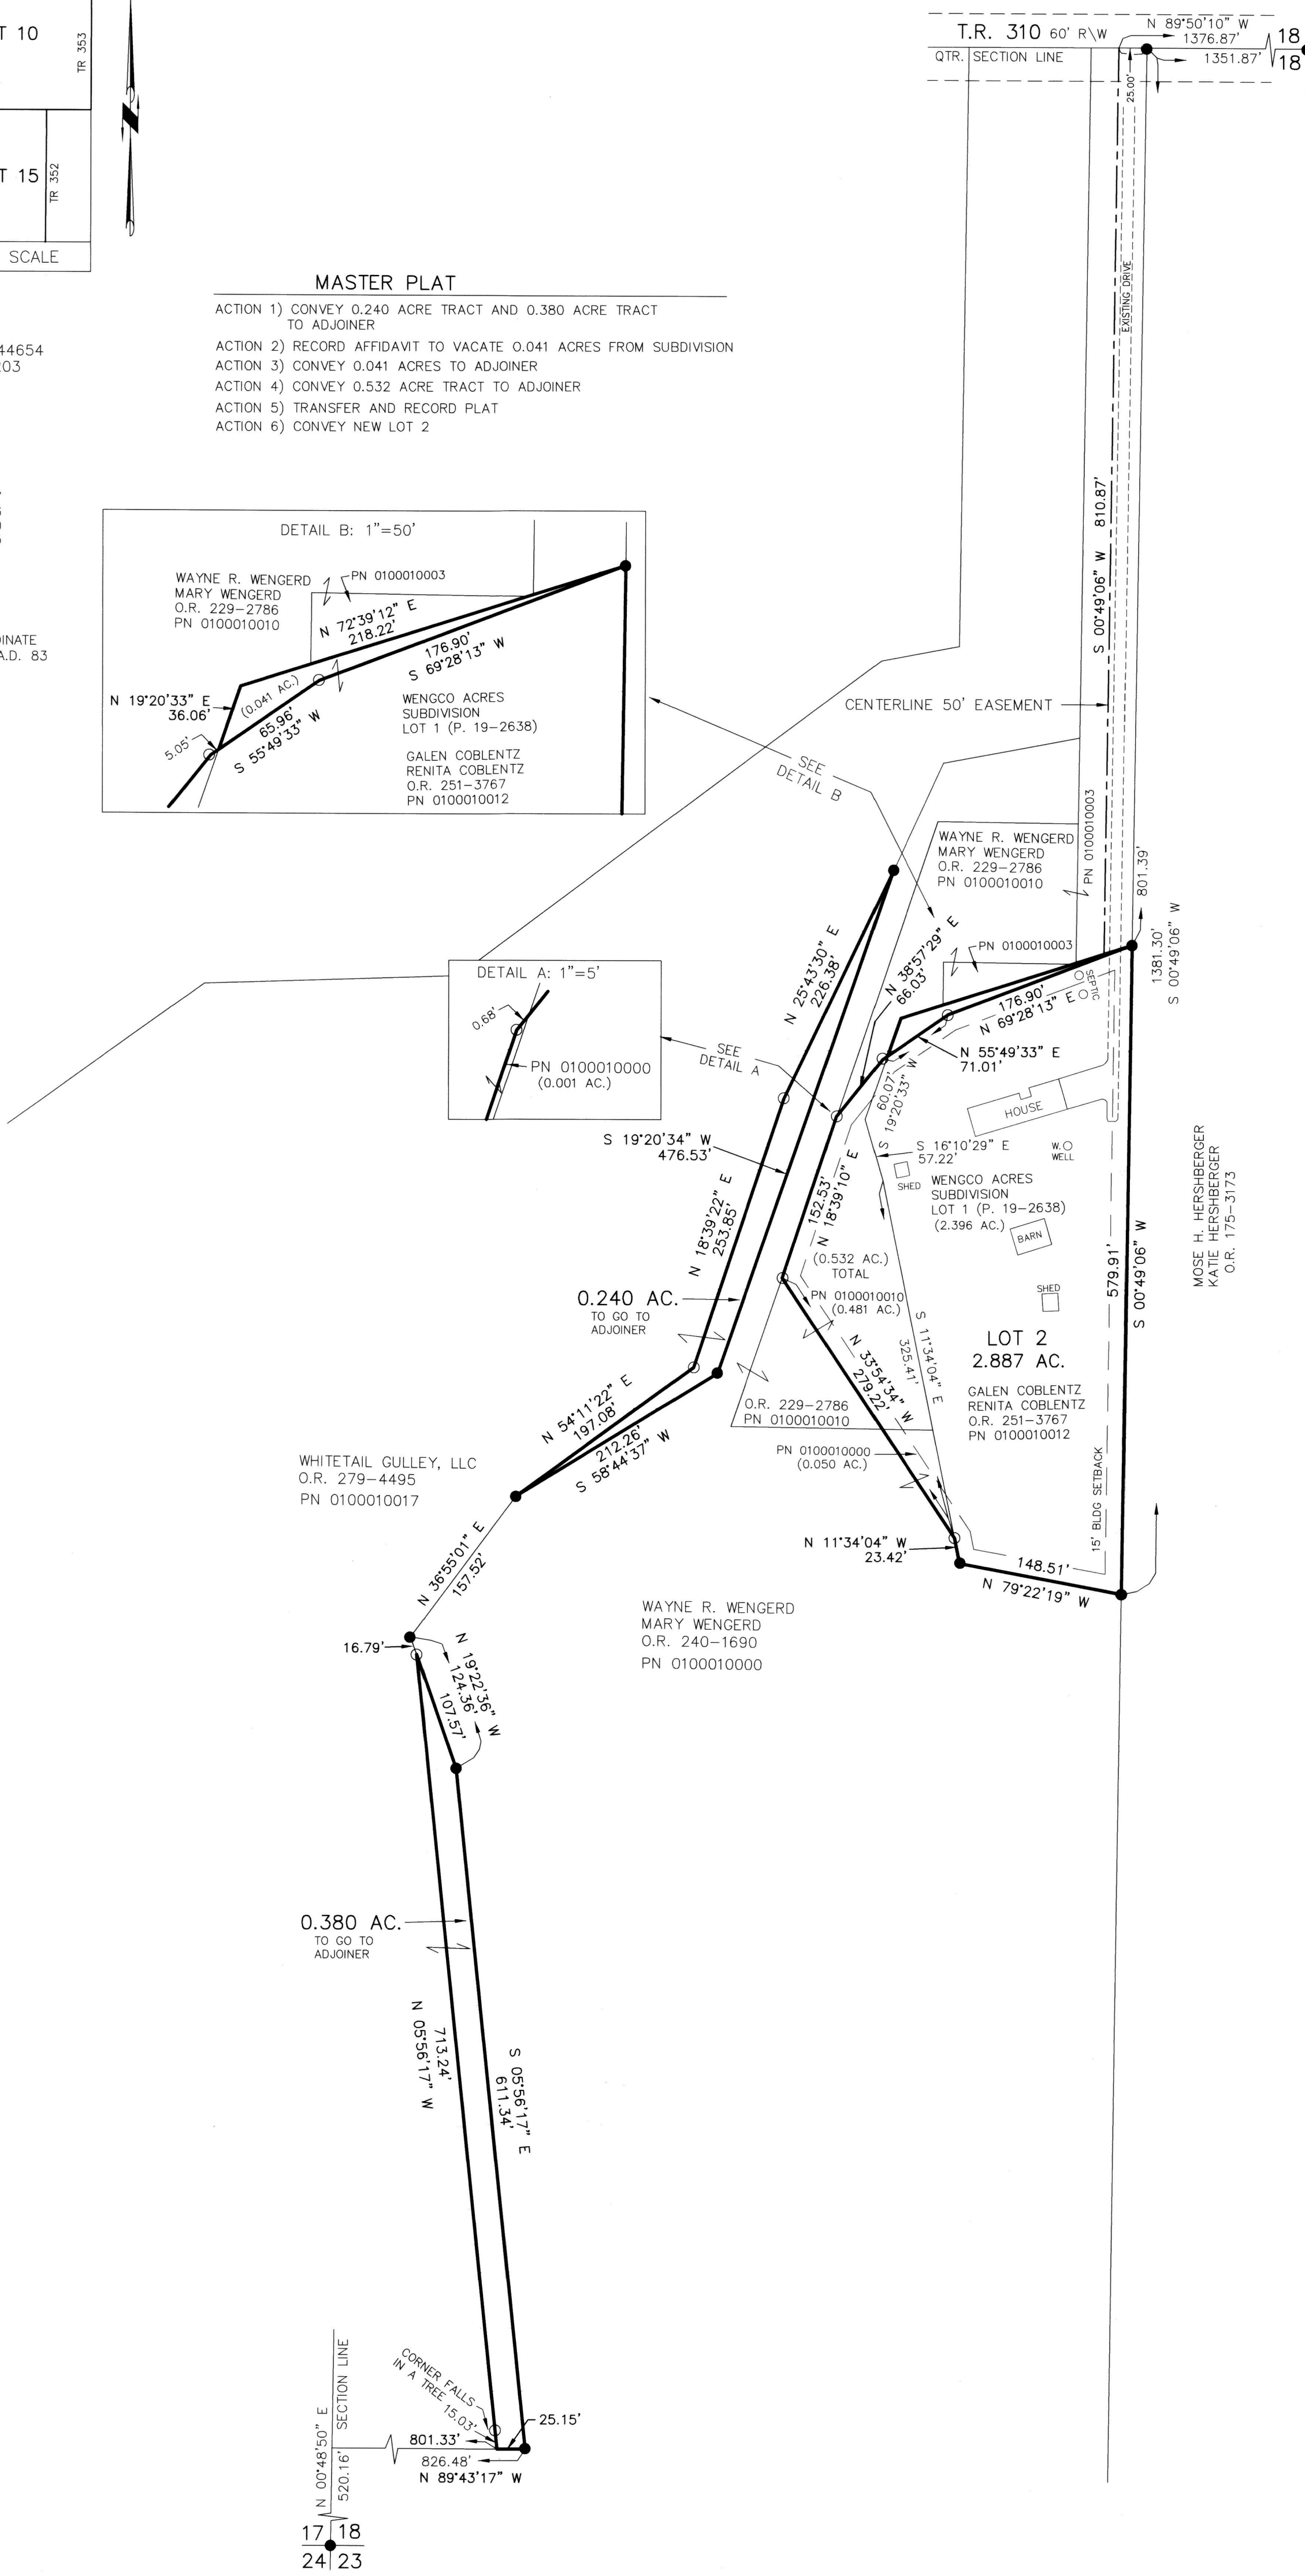 T 10
TR 353
T 15
TR 352
SCALE
44654
203
DINATE
A.D. 83
T.R. 310 60' R\W
QTR. SECTION LINE
N 89°50'10" W
1376.87'
1351.87'
18
18
25.00'
EXISTING DRIVE
MASTER PLAT
ACTION 1) CONVEY 0.240 ACRE TRACT AND 0.380 ACRE TRACT
TO ADJOINER
ACTION 2) RECORD AFFIDAVIT TO VACATE 0.041 ACRES FROM SUBDIVISION
ACTION 3) CONVEY 0.041 ACRES TO ADJOINER
ACTION 4) CONVEY 0.532 ACRE TRACT TO ADJOINER
ACTION 5) TRANSFER AND RECORD PLAT
ACTION 6) CONVEY NEW LOT 2
S 00°49'06" W 810.87'
DETAIL B: 1"=50'
WAYNE R. WENGERD
MARY WENGERD
O.R. 229-2786
PN 0100010010
PN 0100010003
N 72°39'12" E
218.22'
176.90'
S 69°28'13" W
N 19°20'33" E
36.06'
(0.041 AC.)
65.96'
S 55°49'33" W
5.05'
WENGCO ACRES
SUBDIVISION
LOT 1 (P. 19-2638)
GALEN COBLENTZ
RENITA COBLENTZ
O.R. 251-3767
PN 0100010012
CENTERLINE 50' EASEMENT
SEE
DETAIL B
PN 0100010003
WAYNE R. WENGERD
MARY WENGERD
O.R. 229-2786
PN 0100010010
801.39'
1381.30'
S 00°49'06" W
PN 0100010003
DETAIL A: 1"=5'
0.68'
PN 0100010000
(0.001 AC.)
SEE
DETAIL A
N 25°43'30" E
226.38'
N 38°57'29" E
66.03'
176.90'
N 69°28'13" E
SEPTIC
N 55°49'33" E
71.01'
60.07'
S 19°20'33" W
HOUSE
S 16°10'29" E
57.22'
W.
WELL
SHED
WENGCO ACRES
SUBDIVISION
LOT 1 (P. 19-2638)
(2.396 AC.)
BARN
SHED
S 19°20'34" W
476.53'
N 18°39'22" E
253.85'
152.53'
N 18°39'10" E
(0.532 AC.)
TOTAL
PN 0100010010
(0.481 AC.)
S 11°34'04" E
325.41'
0.240 AC.
TO GO TO
ADJOINER
LOT 2
2.887 AC.
GALEN COBLENTZ
RENITA COBLENTZ
O.R. 251-3767
PN 0100010012
579.91'
S 00°49'06" W
MOSE H. HERSHBERGER
KATIE HERSHBERGER
O.R. 175-3173
N 33°54'34" W
279.22'
O.R. 229-2786
PN 0100010010
N 54°11'22" E
197.08'
212.26'
S 58°44'37" W
PN 0100010000
(0.050 AC.)
WHITETAIL GULLEY, LLC
O.R. 279-4495
PN 0100010017
15' BLDG SETBACK
N 11°34'04" W
23.42'
148.51'
N 79°22'19" W
N 36°55'01" E
157.52'
WAYNE R. WENGERD
MARY WENGERD
O.R. 240-1690
PN 0100010000
16.79'
N 19°22'36" W
124.36'
107.57'
0.380 AC.
TO GO TO
ADJOINER
713.24'
N 05°56'17" W
S 05°56'17" E
611.34'
CORNER FALLS
IN A TREE 15.03'
25.15'
801.33'
826.48'
N 89°43'17" W
N 00°48'50" E SECTION LINE
520.16'
17 18
24 23